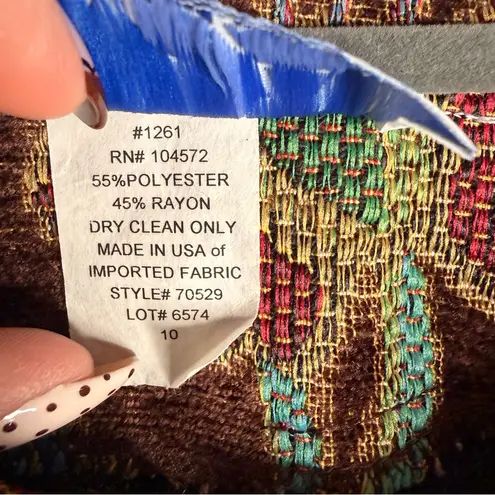 #1261
RN# 104572
55%POLYESTER
45% RAYON
DRY CLEAN ONLY
MADE IN USA of
IMPORTED FABRIC
STYLE# 70529
LOT# 6574
10